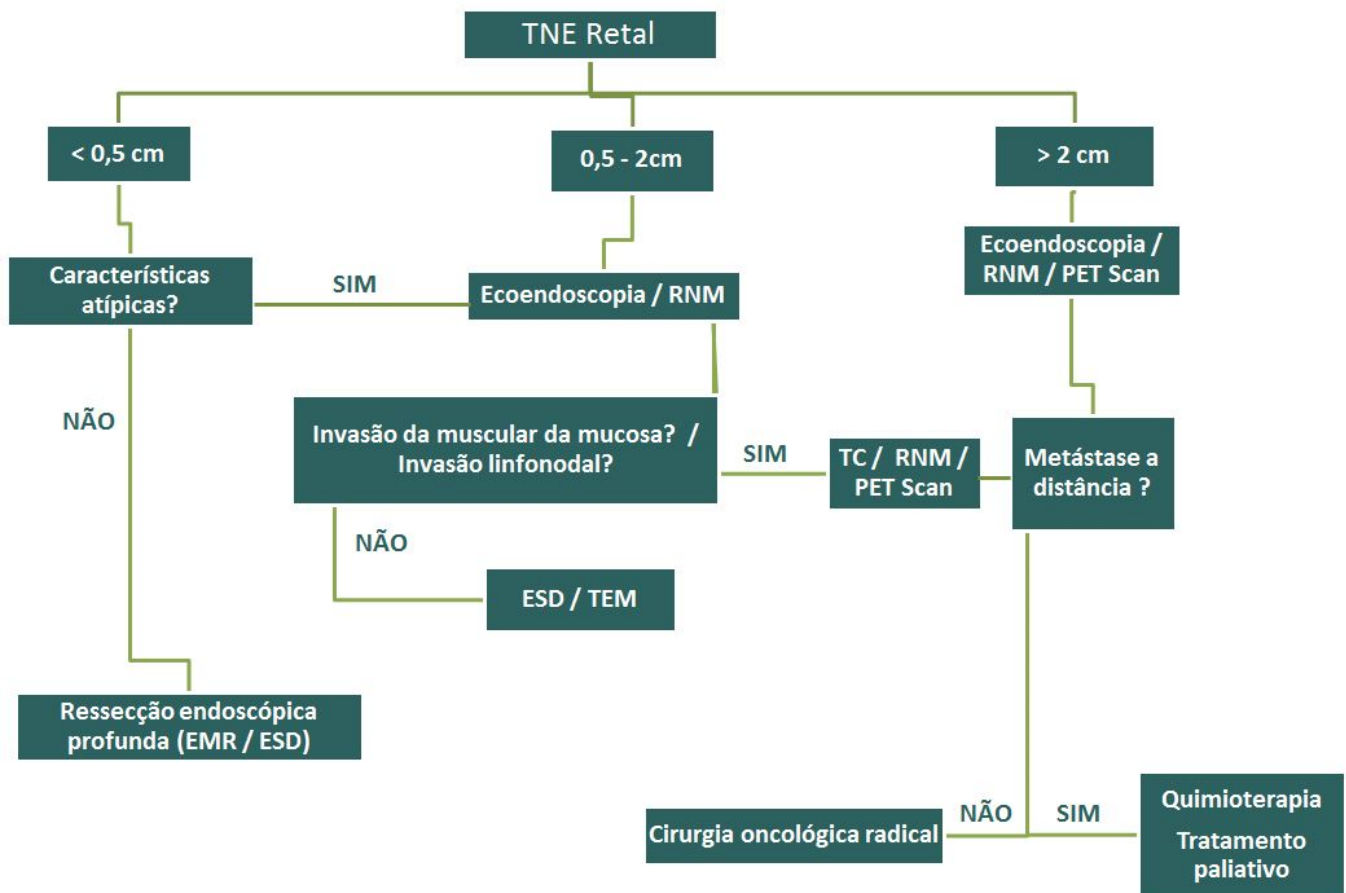 TNE Retal
< 0,5 cm
0,5 - 2cm
> 2 cm
Ecoendoscopia /
RNM / PET Scan
Características
atípicas?
SIM
Ecoendoscopia / RNM
NÃO
Invasão da muscular da mucosa? /
Invasão linfonodal?
SIM
TC / RNM /
PET Scan
Metástase a
distância ?
NÃO
ESD / TEM
Ressecção endoscópica
profunda (EMR / ESD)
Cirurgia oncológica radical
NÃO
SIM
Quimioterapia
Tratamento
paliativo